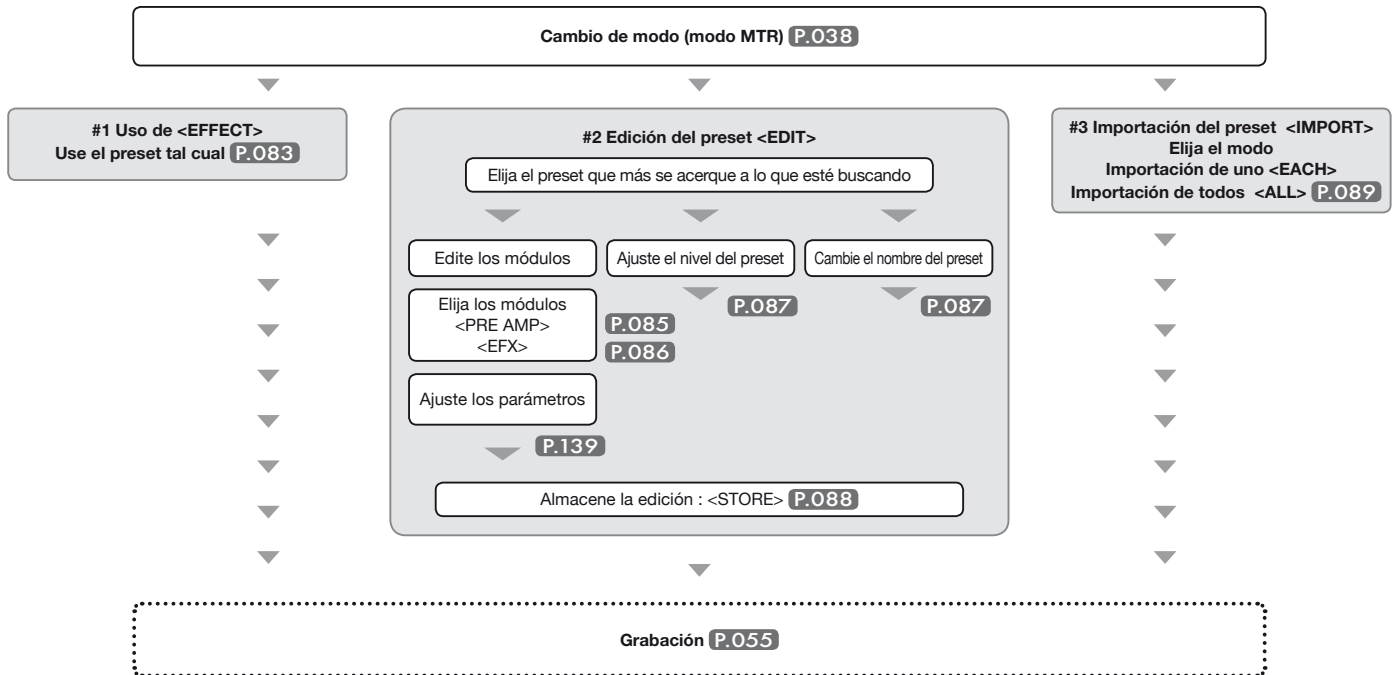 Cambio de modo (modo MTR) P.038
#1 Uso de <EFFECT>
Use el preset tal cual P.083
#2 Edición del preset <EDIT>
Elija el preset que más se acerque a lo que esté buscando
Edite los módulos
Elija los módulos
<PRE AMP>
<EFX>
P.085
P.086
Ajuste los parámetros
P.139
Ajuste el nivel del preset
P.087
Cambie el nombre del preset
P.087
Almacene la edición : <STORE> P.088
#3 Importación del preset <IMPORT>
Elija el modo
Importación de uno <EACH>
Importación de todos <ALL> P.089
Grabación P.055